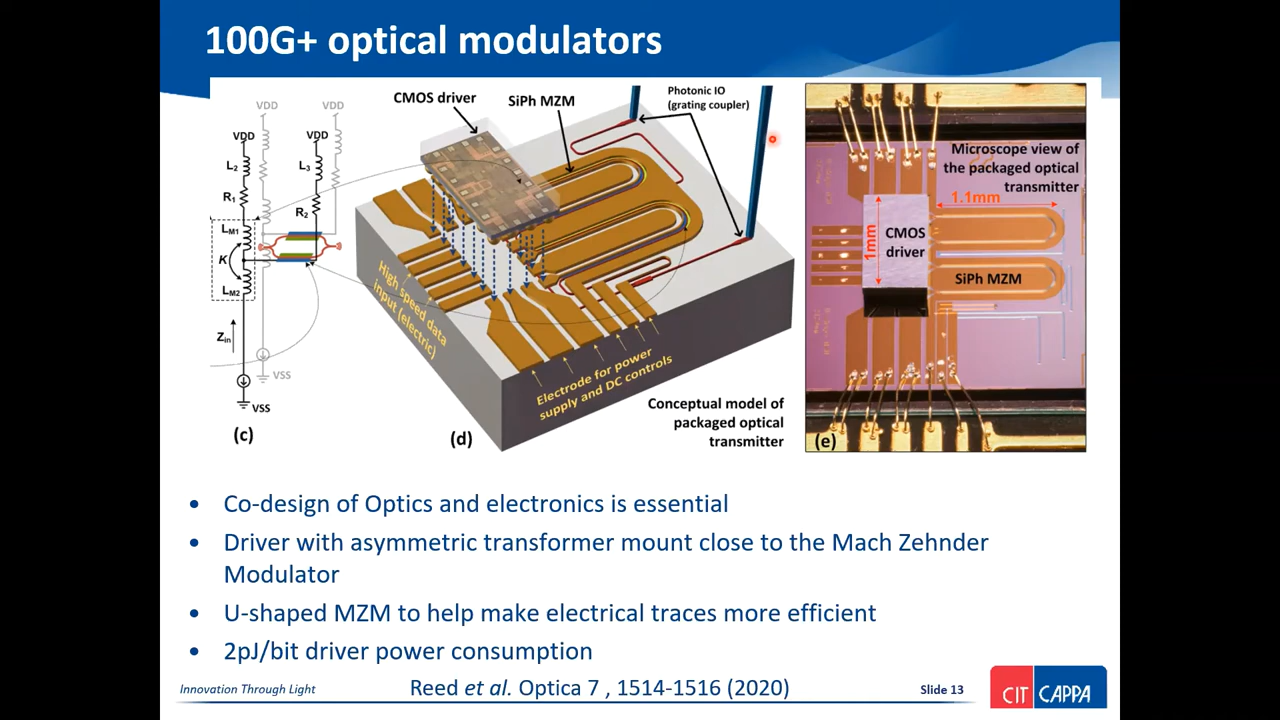 100G+ optical modulators
VDD
VDD
VDD
VDD
L2
L3
R1
R2
LM1
K
LM2
Zin
VSS
VSS
(c)
CMOS driver
SiPh MZM
Photonic IO
(grating coupler)
High speed data
input (electric)
Electrode for power
supply and DC controls
Conceptual model of
packaged optical
transmitter
(d)
Microscope view of
the packaged optical
transmitter
1.1mm
1mm
CMOS
driver
SiPh MZM
(e)
• Co-design of Optics and electronics is essential
• Driver with asymmetric transformer mount close to the Mach Zehnder
Modulator
• U-shaped MZM to help make electrical traces more efficient
• 2pJ/bit driver power consumption
Innovation Through Light
Reed et al. Optica 7 , 1514-1516 (2020)
Slide 13
CIT CAPPA